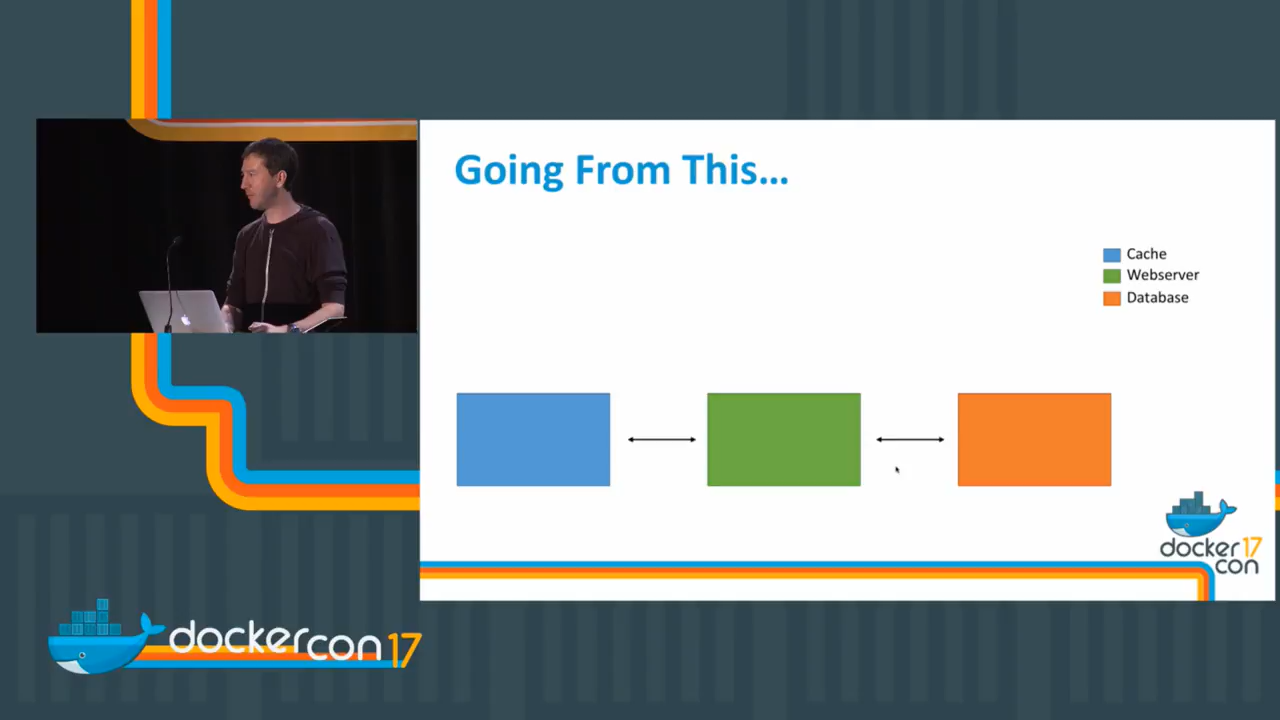 Going From This...
Cache
Webserver
Database
docker 17
con
dockercon 17